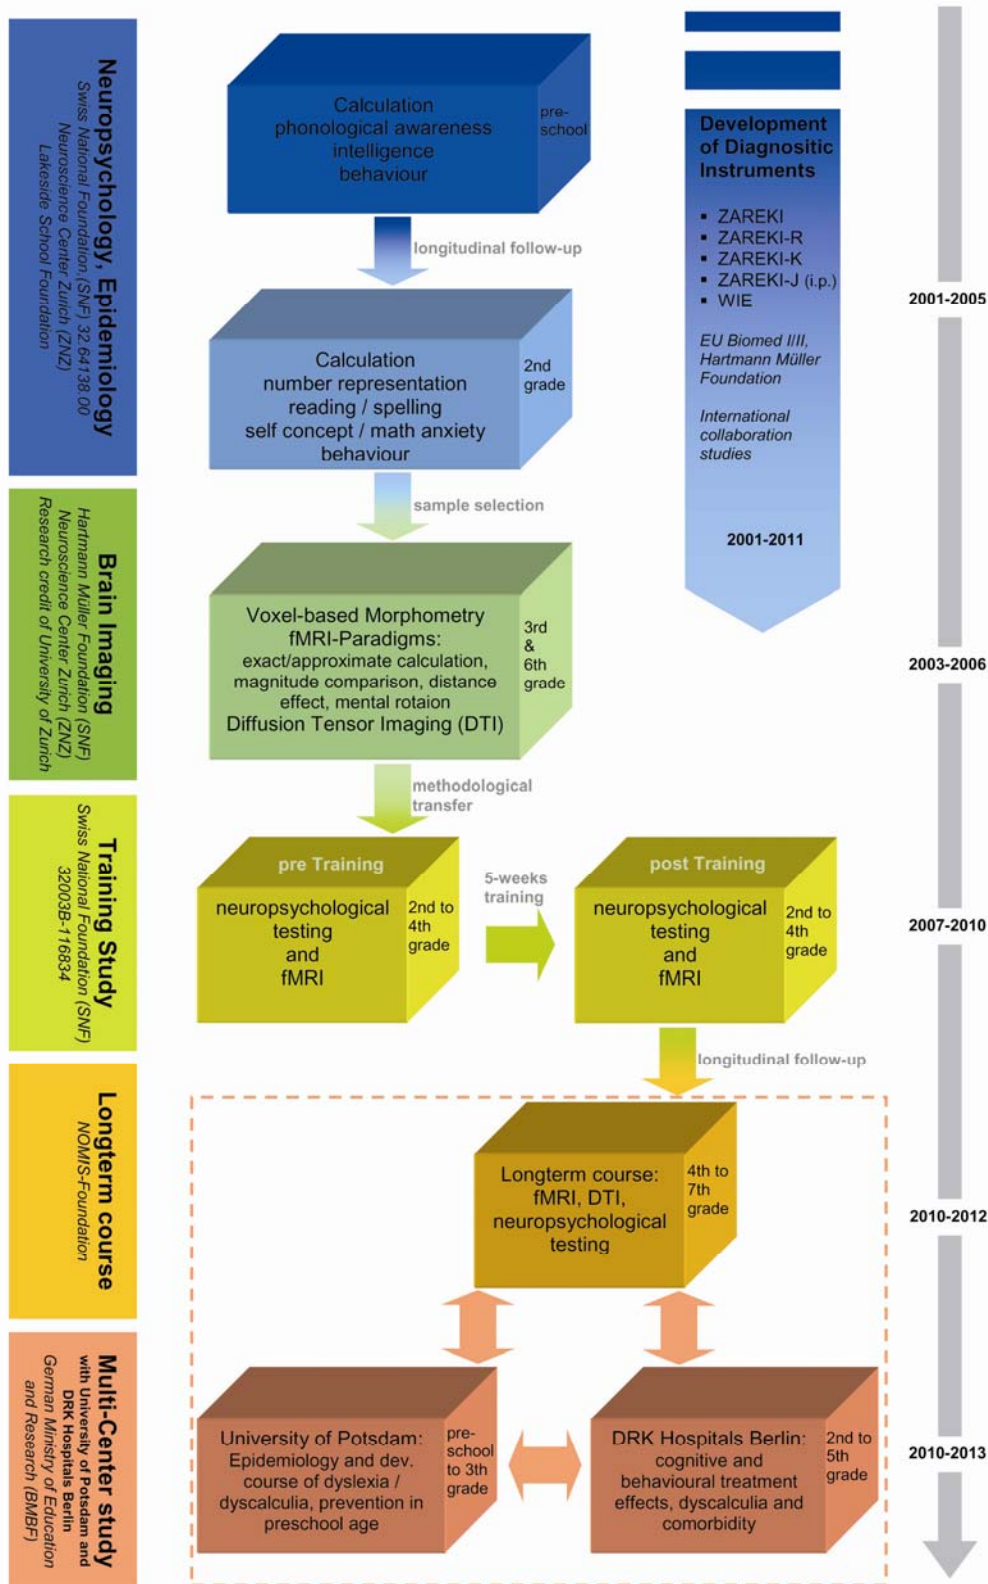 Neuropsychology, Epidemiology
Swiss National Foundation,(SNF) 32.64138.00
Neuroscience Center Zurich (ZNZ)
Lakeside School Foundation
Calculation
phonological awareness
intelligence
behaviour
pre-
school
longitudinal follow-up
Calculation
number representation
reading / spelling
self concept / math anxiety
behaviour
2nd
grade
sample selection
Development
of Diagnositic
Instruments
▪ ZAREKI
▪ ZAREKI-R
▪ ZAREKI-K
▪ ZAREKI-J (i.p.)
▪ WIE
EU Biomed I/II,
Hartmann Müller
Foundation
International
collaboration
studies
2001-2011
2001-2005
Brain Imaging
Hartmann Müller Foundation (SNF)
Neuroscience Center Zurich (ZNZ)
Research credit of University of Zurich
Voxel-based Morphometry
fMRI-Paradigms:
exact/approximate calculation,
magnitude comparison, distance
effect, mental rotaion
Diffusion Tensor Imaging (DTI)
3rd
&
6th
grade
2003-2006
methodological
transfer
Training Study
Swiss National Foundation (SNF)
32003B-116834
pre Training
neuropsychological
testing
and
fMRI
2nd to
4th
grade
5-weeks
training
post Training
neuropsychological
testing
and
fMRI
2nd to
4th
grade
2007-2010
longitudinal follow-up
Longterm course
NOMIS-Foundation
Longterm course:
fMRI, DTI,
neuropsychological
testing
4th to
7th
grade
2010-2012
Multi-Center study
with University of Potsdam and
DRK Hospitals Berlin
German Ministry of Education
and Research (BMBF)
University of Potsdam:
Epidemiology and dev.
course of dyslexia /
dyscalculia, prevention in
preschool age
pre-
school
to 3th
grade
DRK Hospitals Berlin:
cognitive and
behavioural treatment
effects, dyscalculia and
comorbidity
2nd to
5th
grade
2010-2013